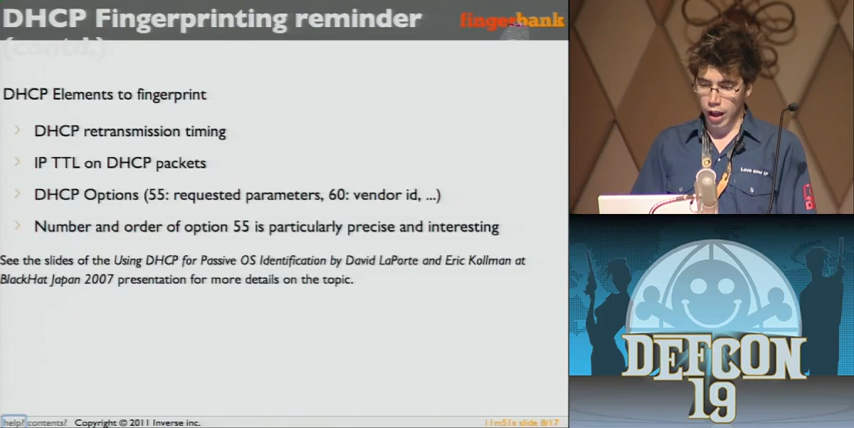 DHCP Fingerprinting reminder
(contd.)
fingerbank
DHCP Elements to fingerprint
DHCP retransmission timing
IP TTL on DHCP packets
DHCP Options (55: requested parameters, 60: vendor id, ...)
Number and order of option 55 is particularly precise and interesting
See the slides of the Using DHCP for Passive OS Identification by David LaPorte and Eric Kollman at
BlackHat Japan 2007 presentation for more details on the topic.
help? contents? Copyright © 2011 Inverse inc.
11m51s slide 8/17
DEFCON
19